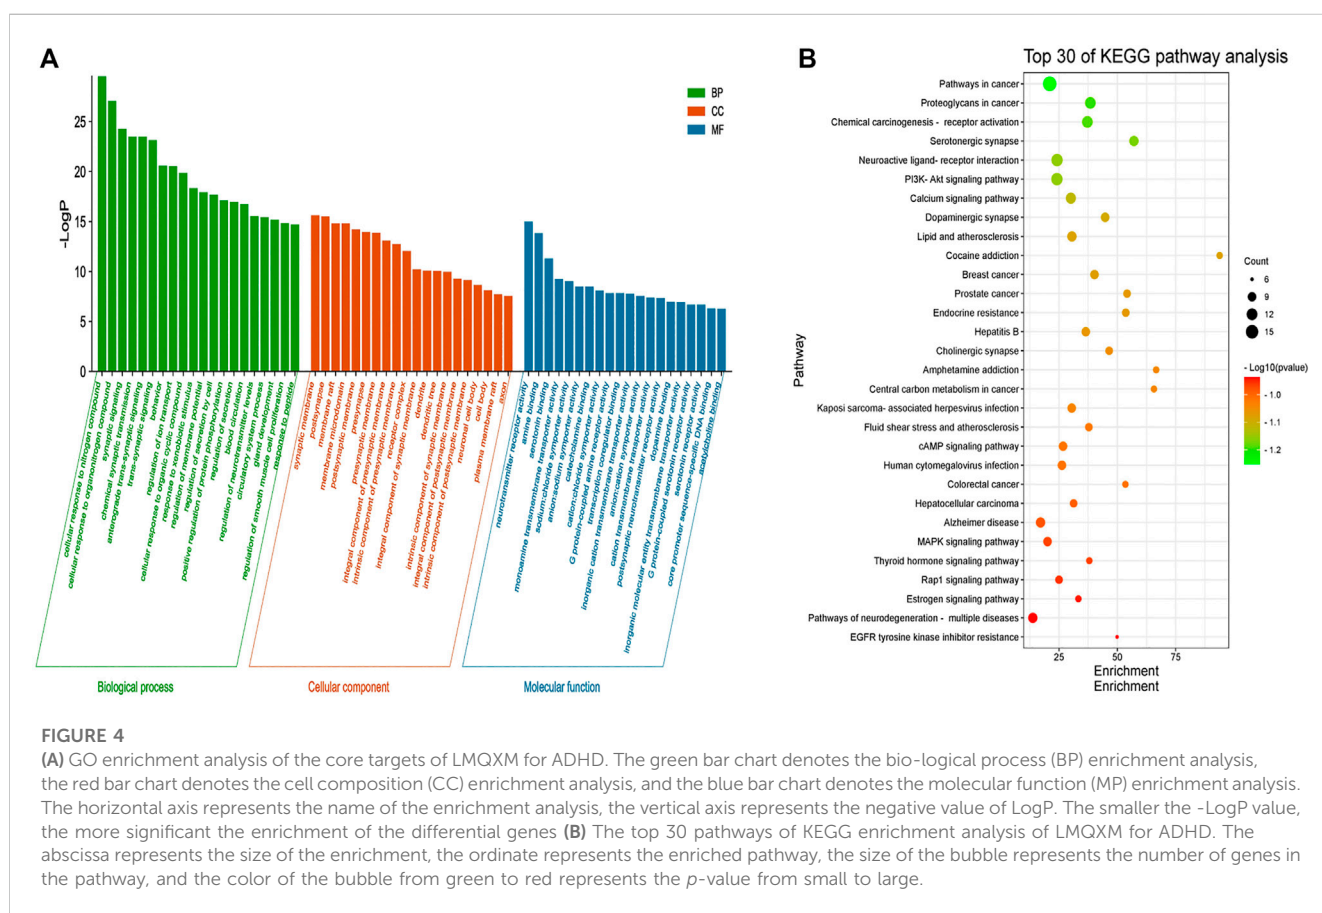 A
-LogP
25
20
15
10
5
0
BP
CC
MF
cellular response to nitrogen compound
cellular response to organonitrogen compound
synaptic signaling
chemical synaptic transmission
anterograde trans-synaptic signaling
trans-synaptic signaling
behavior
regulation of ion transport
cellular response to organic cyclic compound
response to xenobiotic stimulus
regulation of membrane potential
regulation of secretion by cell
positive regulation of protein phosphorylation
regulation of secretion
blood circulation
regulation of neurotransmitter levels
circulatory system process
gland development
regulation of smooth muscle cell proliferation
response to peptide
synaptic membrane
postsynapse
membrane raft
membrane microdomain
postsynaptic membrane
presynapse
presynaptic membrane
integral component of presynaptic membrane
intrinsic component of presynaptic membrane
receptor complex
integral component of synaptic membrane
dendrite
dendritic tree
intrinsic component of synaptic membrane
integral component of postsynaptic membrane
intrinsic component of postsynaptic membrane
neuronal cell body
cell body
plasma membrane raft
axon
neurotransmitter receptor activity
amine binding
serotonin binding
monoamine transmembrane transporter activity
sodium:chloride symporter activity
anion:sodium symporter activity
catecholamine binding
cation:chloride symporter activity
G protein-coupled amine receptor activity
transcription coregulator binding
inorganic cation transmembrane transporter activity
anion:cation symporter activity
cation transmembrane transporter activity
postsynaptic neurotransmitter receptor activity
dopamine binding
inorganic molecular entity transmembrane transporter activity
G protein-coupled serotonin receptor activity
serotonin receptor activity
core promoter sequence-specific DNA binding
acetylcholine binding
Biological process
Cellular component
Molecular function
B
Top 30 of KEGG pathway analysis
Pathway
Pathways in cancer
Proteoglycans in cancer
Chemical carcinogenesis - receptor activation
Serotonergic synapse
Neuroactive ligand- receptor interaction
PI3K- Akt signaling pathway
Calcium signaling pathway
Dopaminergic synapse
Lipid and atherosclerosis
Cocaine addiction
Breast cancer
Prostate cancer
Endocrine resistance
Hepatitis B
Cholinergic synapse
Amphetamine addiction
Central carbon metabolism in cancer
Kaposi sarcoma- associated herpesvirus infection
Fluid shear stress and atherosclerosis
cAMP signaling pathway
Human cytomegalovirus infection
Colorectal cancer
Hepatocellular carcinoma
Alzheimer disease
MAPK signaling pathway
Thyroid hormone signaling pathway
Rap1 signaling pathway
Estrogen signaling pathway
Pathways of neurodegeneration - multiple diseases
EGFR tyrosine kinase inhibitor resistance
25 50 75
Enrichment
Enrichment
Count
6
9
12
15
- Log10(pvalue)
- 1.0
- 1.1
- 1.2
FIGURE 4
(A) GO enrichment analysis of the core targets of LMQXM for ADHD. The green bar chart denotes the bio-logical process (BP) enrichment analysis,
the red bar chart denotes the cell composition (CC) enrichment analysis, and the blue bar chart denotes the molecular function (MP) enrichment analysis.
The horizontal axis represents the name of the enrichment analysis, the vertical axis represents the negative value of LogP. The smaller the -LogP value,
the more significant the enrichment of the differential genes (B) The top 30 pathways of KEGG enrichment analysis of LMQXM for ADHD. The
abscissa represents the size of the enrichment, the ordinate represents the enriched pathway, the size of the bubble represents the number of genes in
the pathway, and the color of the bubble from green to red represents the p-value from small to large.